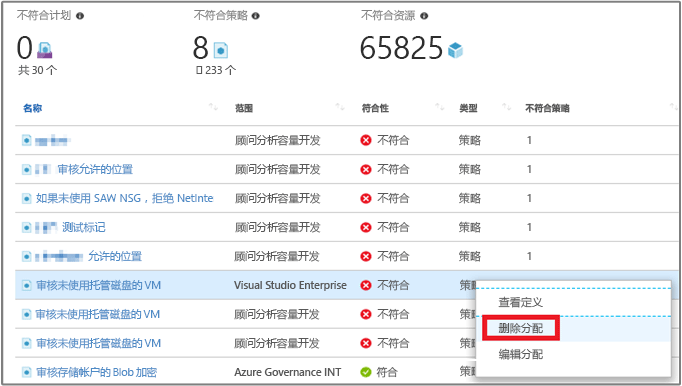 不符合计划 不符合策略 不符合资源
0 8 65825
共 30 个 233 个
名称 范围 符合性 类型 不符合策略
顾问分析容量开发 不符合 策略 1
审核允许的位置 顾问分析容量开发 不符合 策略 1
如果未使用 SAW NSG，拒绝 NetInte 顾问分析容量开发 不符合 策略 1
测试标记 顾问分析容量开发 不符合 策略 1
允许的位置 顾问分析容量开发 不符合 策略 1
审核未使用托管磁盘的 VM Visual Studio Enterprise 不符合 策略
查看定义
审核未使用托管磁盘的 VM 顾问分析容量开发 不符合 策略
删除分配
审核未使用托管磁盘的 VM 顾问分析容量开发 不符合 策略
编辑分配
审核存储帐户的 Blob 加密 Azure Governance INT 符合 策略